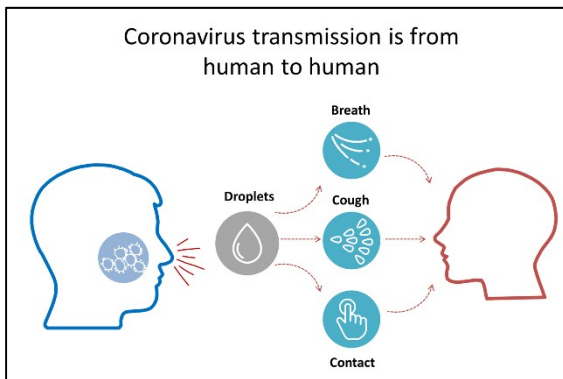 Coronavirus transmission is from
human to human
Breath
Droplets
Cough
Contact